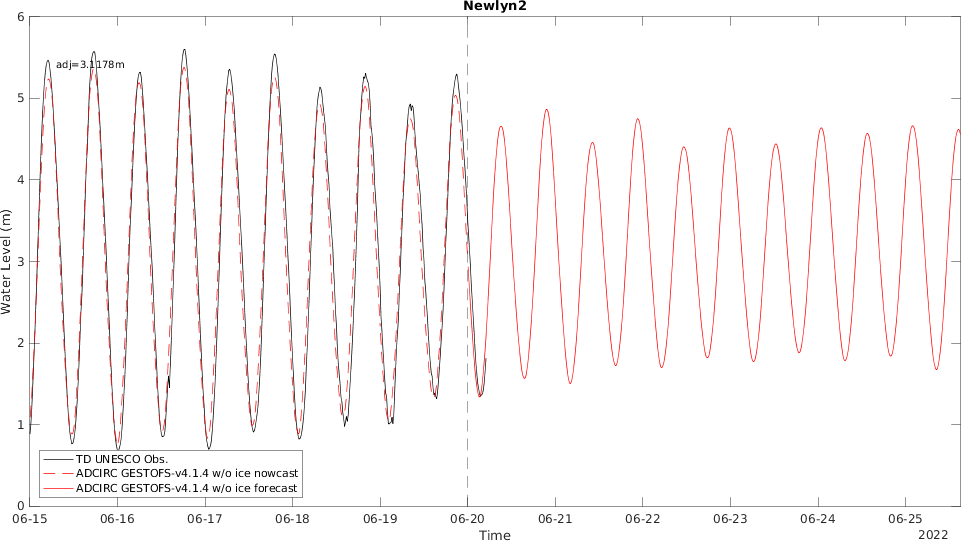 Newlyn2
6
5
4
3
2
1
0
Water Level (m)
adj=3.1178m
TD UNESCO Obs.
ADCIRC GESTOFS-v4.1.4 w/o ice nowcast
ADCIRC GESTOFS-v4.1.4 w/o ice forecast
06-15 06-16 06-17 06-18 06-19 06-20 06-21 06-22 06-23 06-24 06-25
Time
2022